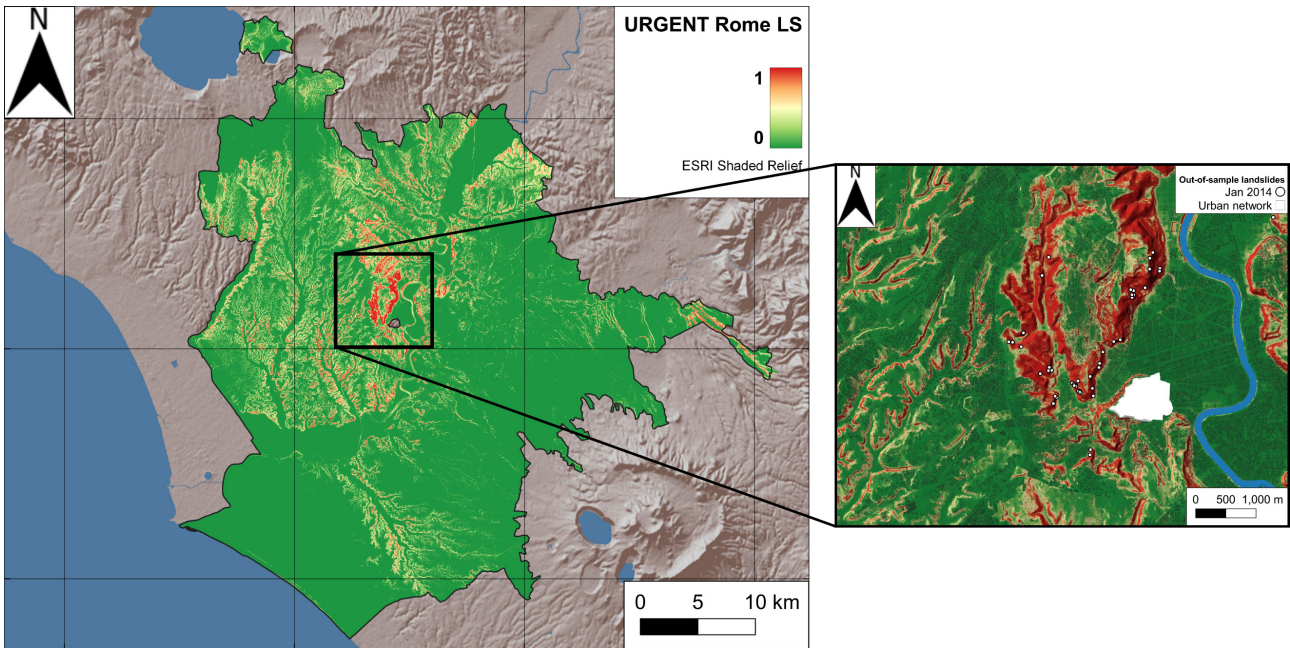 N
URGENT Rome LS
1
0
ESRI Shaded Relief
0 5 10 km
N
Out-of-sample landslides
Jan 2014
Urban network
0 500 1,000 m